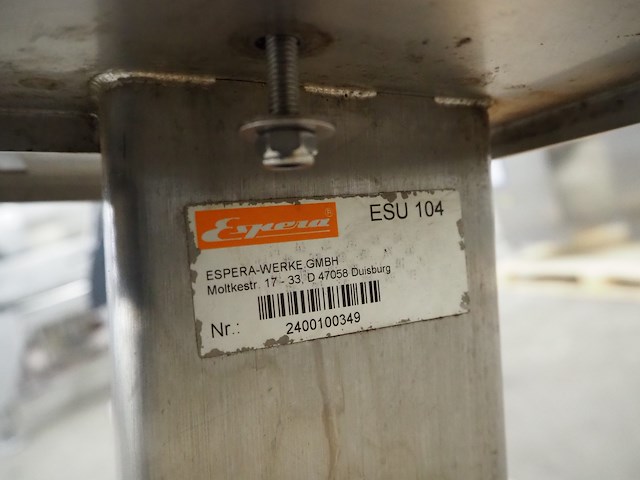 Espera® ESU 104
ESPERA-WERKE GMBH
Moltkestr. 17 - 33, D 47058 Duisburg
Nr.: 2400100349